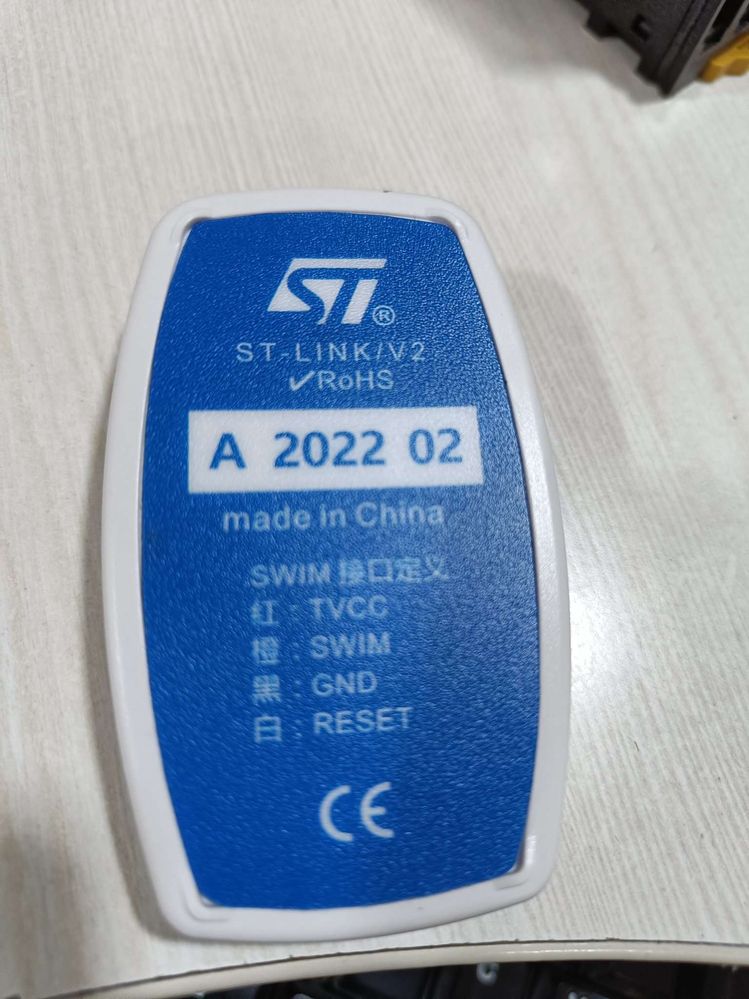 ST®
ST-LINK/V2
✓RoHS
A 2022 02
made in China
SWIM 接口定义
红 : TVCC
橙 : SWIM
黑 : GND
白 : RESET
CE